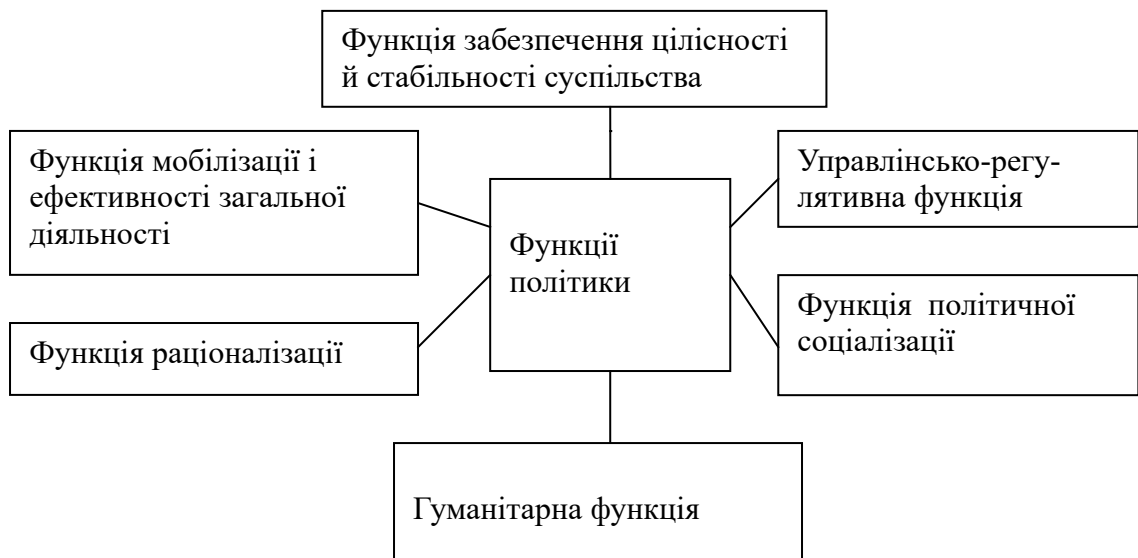 Функція забезпечення цілісності
й стабільності суспільства
Функція мобілізації і
ефективності загальної
діяльності
Управлінсько-регу-
лятивна функція
Функції
політики
Функція раціоналізації
Функція політичної
соціалізації
Гуманітарна функція